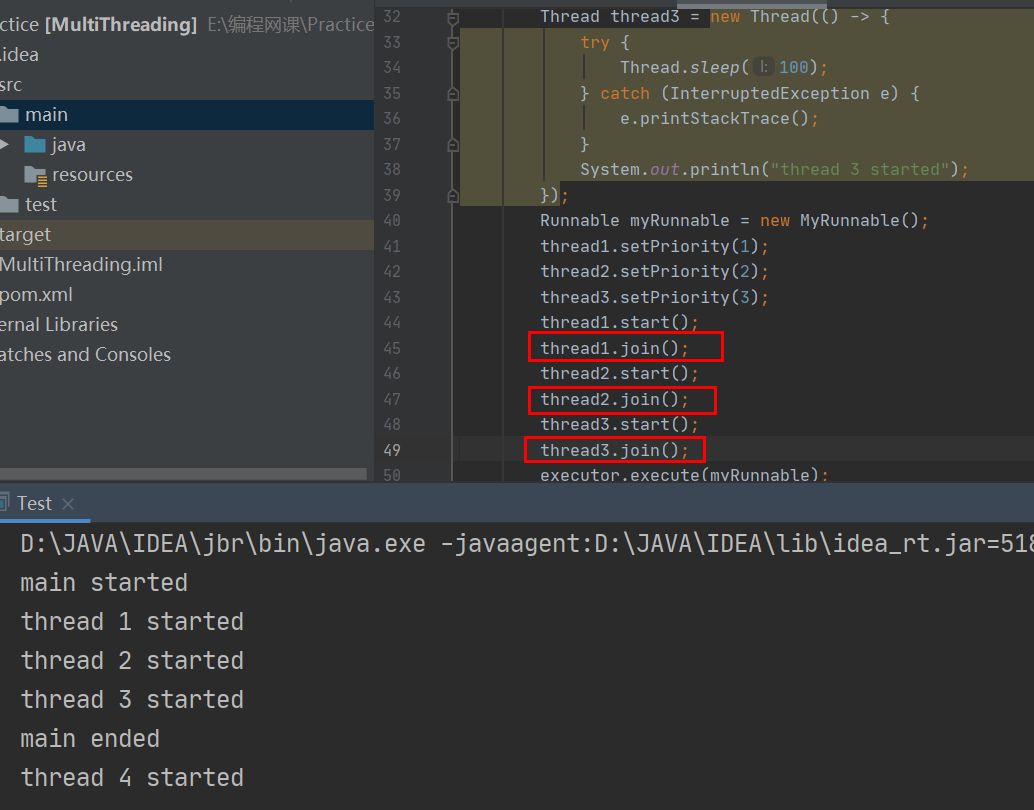 ctice [MultiThreading] E:\编程网课\Practice
.idea
src
main
java
resources
test
target
MultiThreading.iml
pom.xml
ernal Libraries
atches and Consoles
32 Thread thread3 = new Thread(() -> {
33 try {
34 Thread.sleep( l: 100);
35 } catch (InterruptedException e) {
36 e.printStackTrace();
37 }
38 System.out.println("thread 3 started");
39 });
40 Runnable myRunnable = new MyRunnable();
41 thread1.setPriority(1);
42 thread2.setPriority(2);
43 thread3.setPriority(3);
44 thread1.start();
45 thread1.join();
46 thread2.start();
47 thread2.join();
48 thread3.start();
49 thread3.join();
50 executor.execute(myRunnable);
Test
D:\JAVA\IDEA\jbr\bin\java.exe -javaagent:D:\JAVA\IDEA\lib\idea_rt.jar=518
main started
thread 1 started
thread 2 started
thread 3 started
main ended
thread 4 started